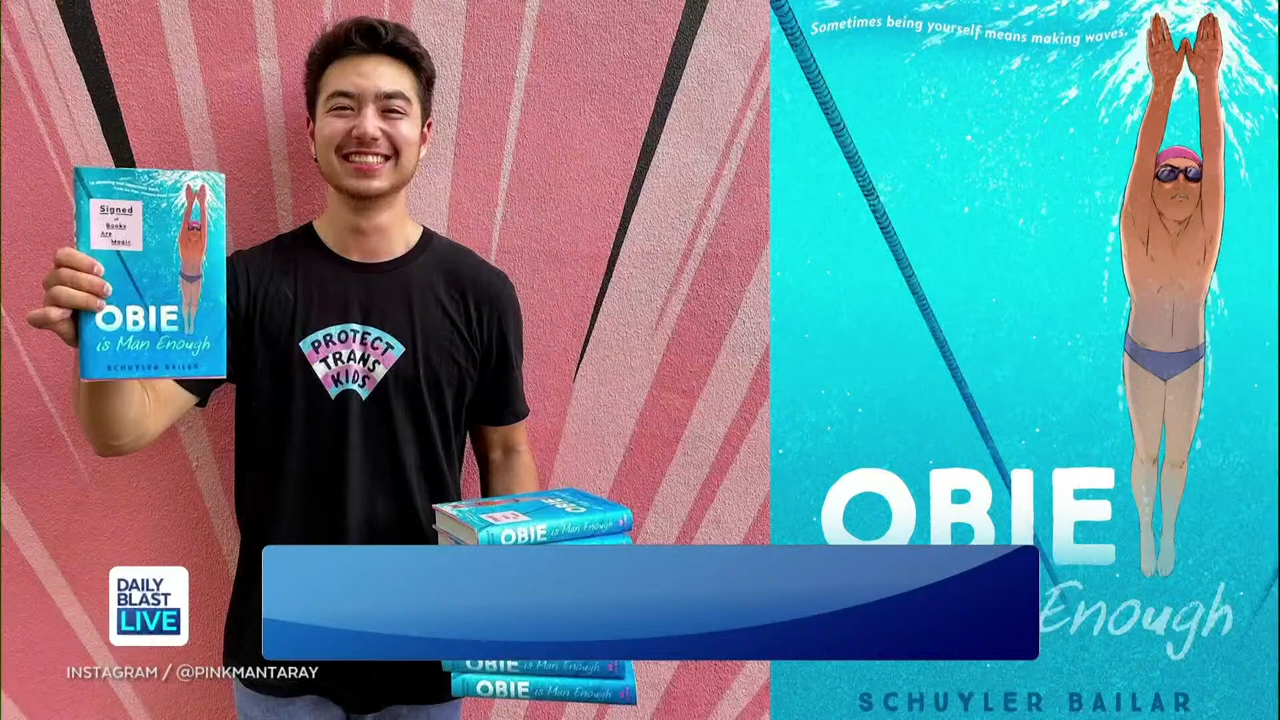 Sometimes being yourself means making waves.
Signed
at
Books
Are
Magic
OBIE
is Man Enough
SCHUYLER BAILAR
PROTECT
TRANS
KIDS
OBIE is Man Enough
OBIE is Man Enough
OBIE is Man Enough
OBIE
Enough
SCHUYLER BAILAR
DAILY
BLAST
LIVE
INSTAGRAM / @PINKMANTARAY